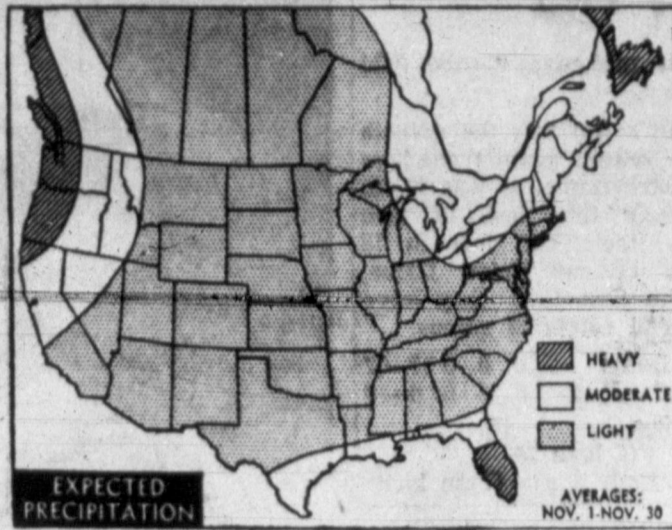 HEAVY
MODERATE
LIGHT
EXPECTED
PRECIPITATION
AVERAGES:
NOV. 1-NOV. 30